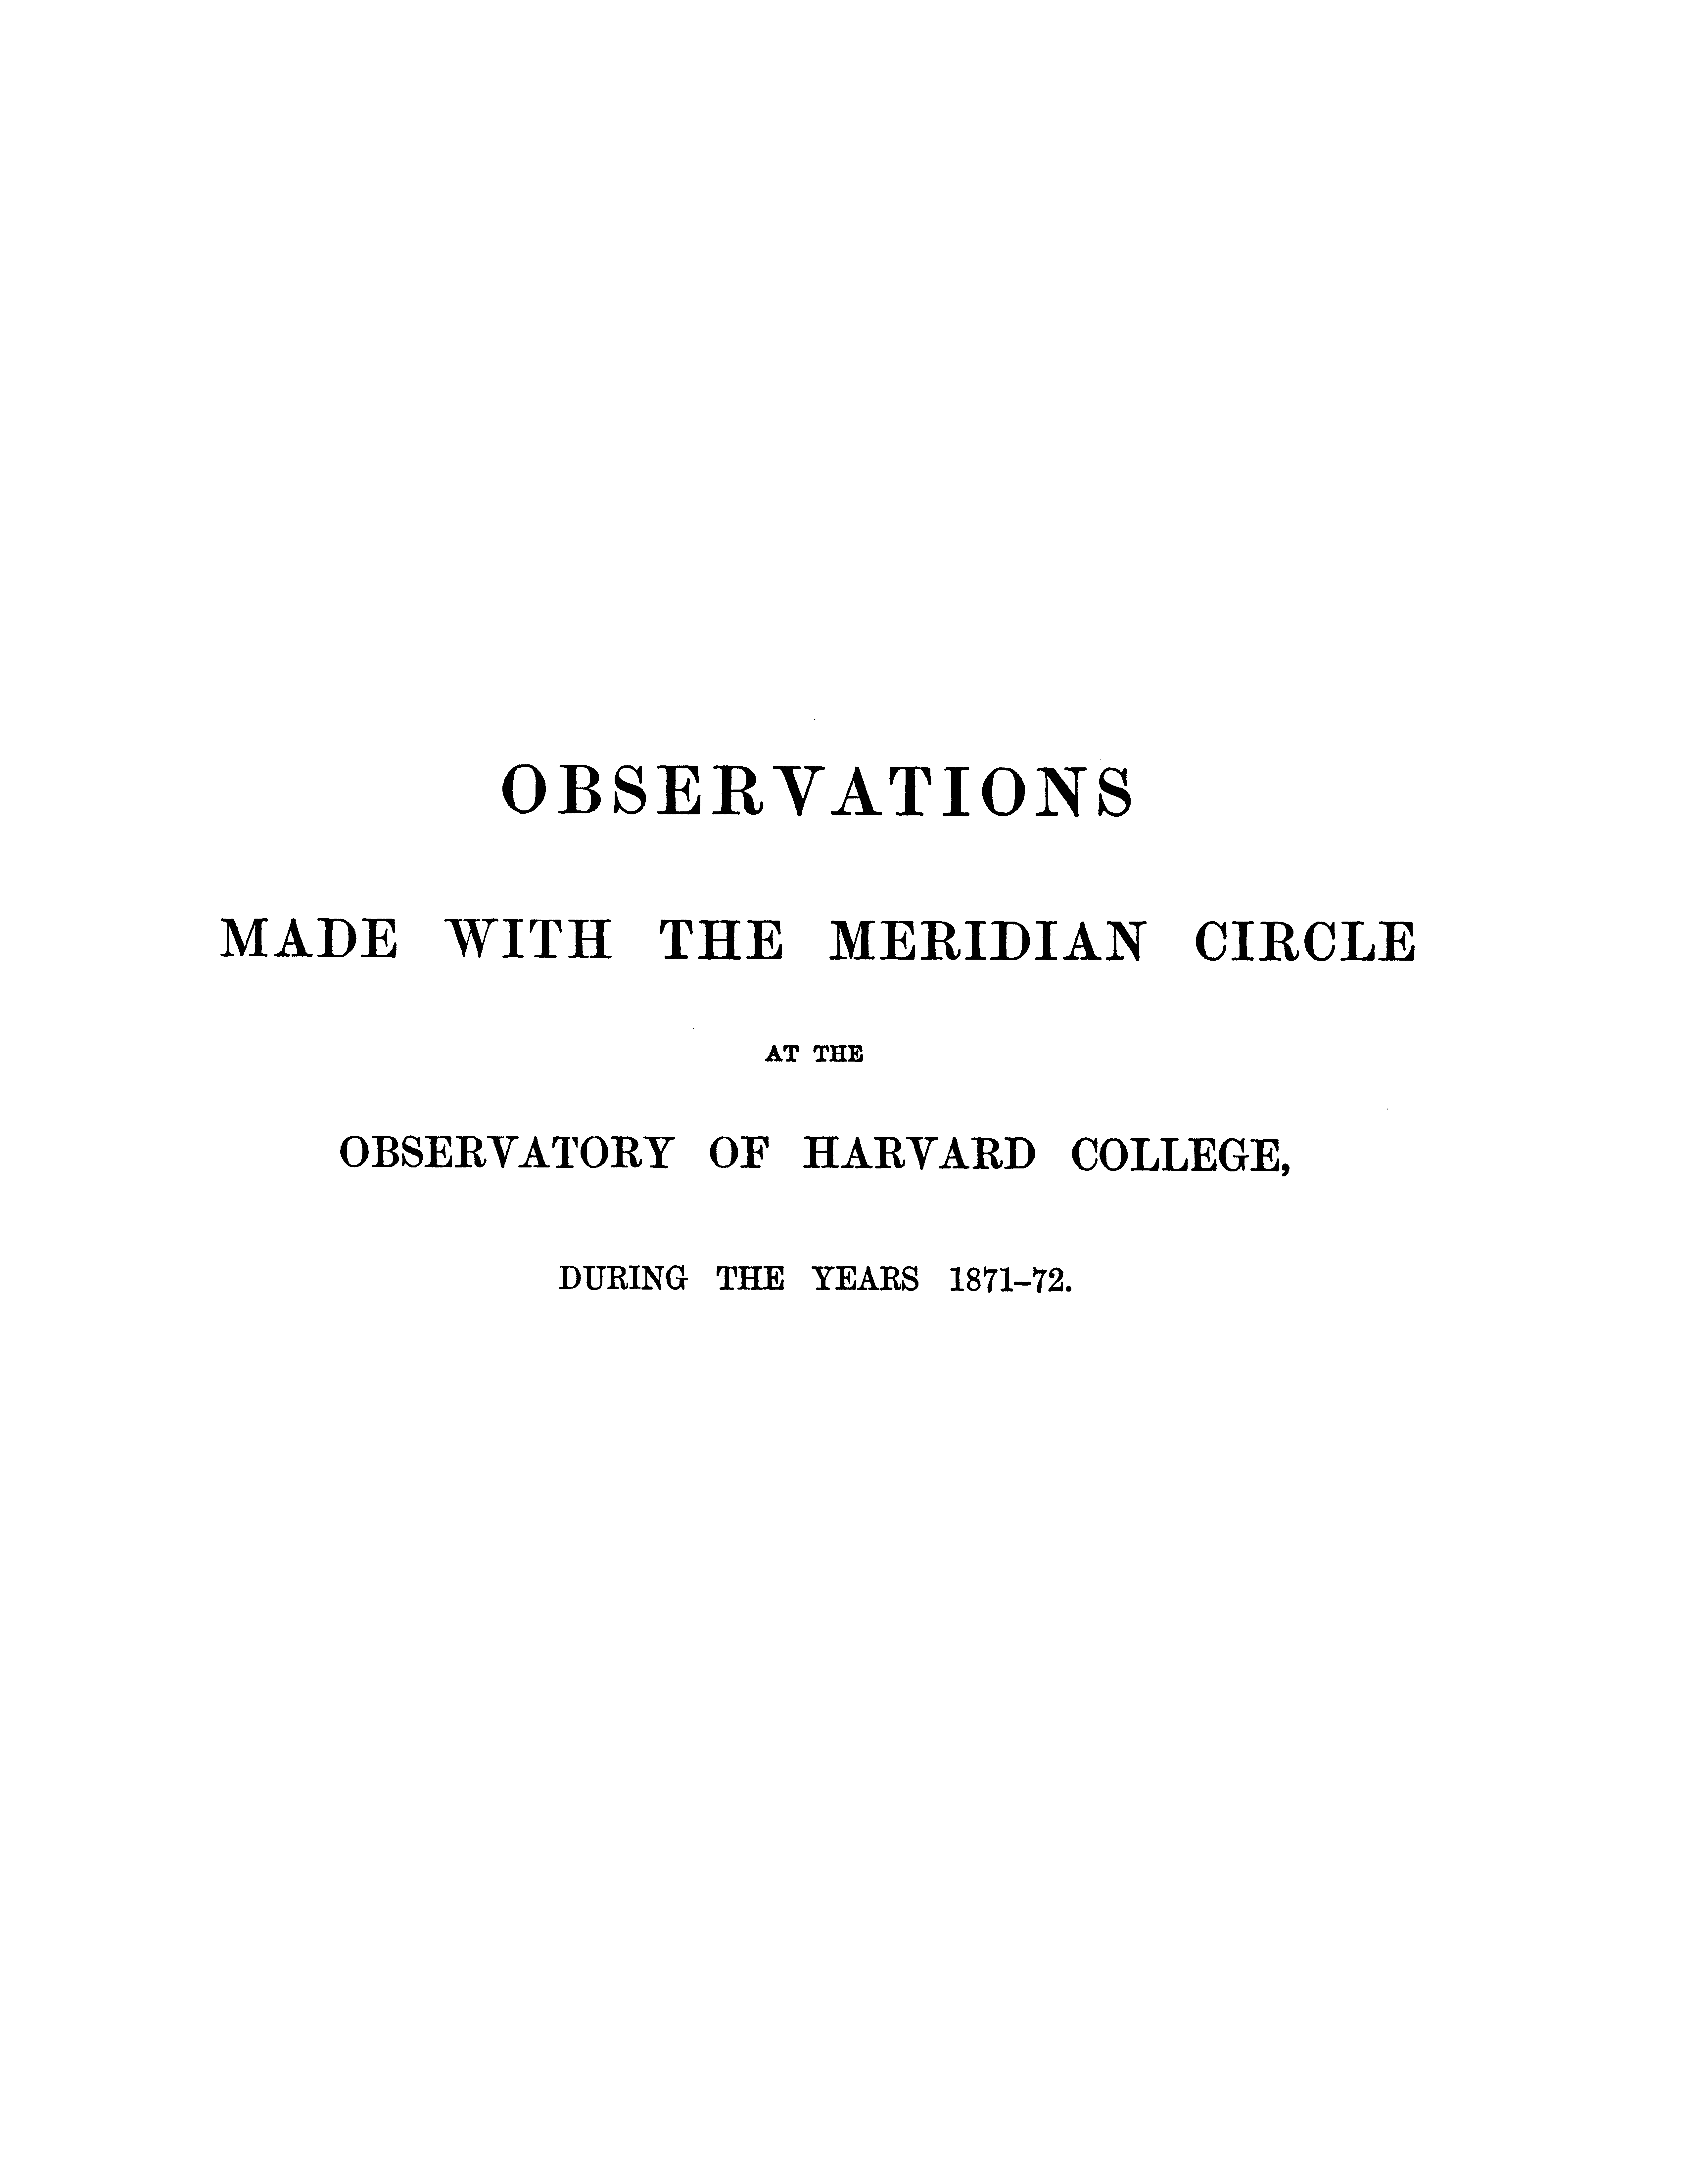 OBSERVATIONS
MADE WITH THE MERIDIAN CIRCLE
AT THE
OBSERVATORY OF HARVARD COLLEGE,
DURING THE YEARS 1871–72.